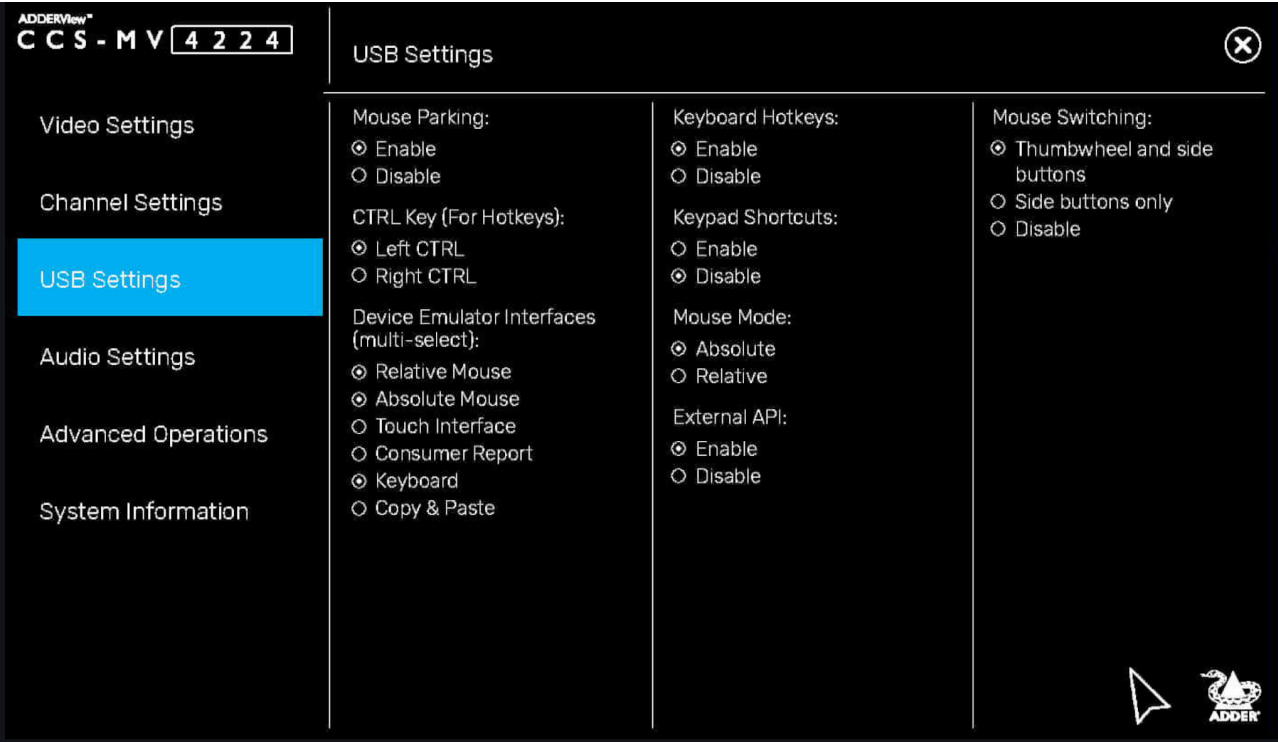 ADDERView™
CCS-MV 4224
USB Settings
Video Settings
Channel Settings
USB Settings
Audio Settings
Advanced Operations
System Information
Mouse Parking:
Enable
Disable
CTRL Key (For Hotkeys):
Left CTRL
Right CTRL
Device Emulator Interfaces
(multi-select):
Relative Mouse
Absolute Mouse
Touch Interface
Consumer Report
Keyboard
Copy & Paste
Keyboard Hotkeys:
Enable
Disable
Keypad Shortcuts:
Enable
Disable
Mouse Mode:
Absolute
Relative
External API:
Enable
Disable
Mouse Switching:
Thumbwheel and side
buttons
Side buttons only
Disable
ADDER